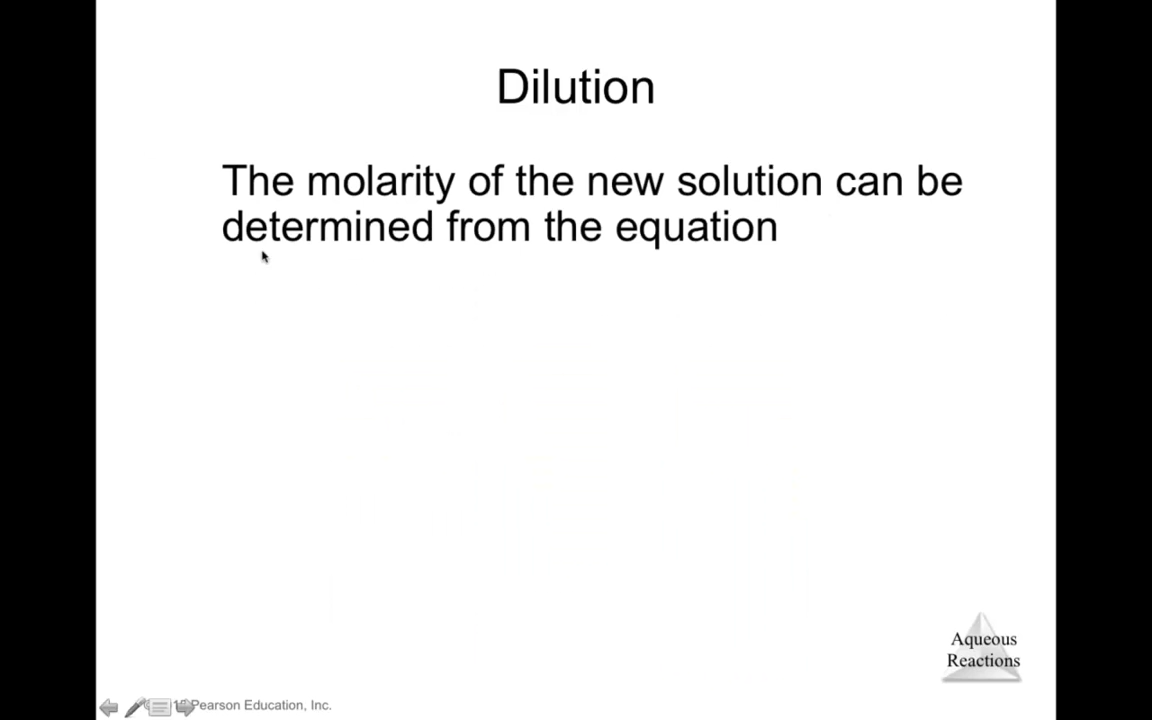 Dilution
The molarity of the new solution can be
determined from the equation
Aqueous
Reactions
Pearson Education, Inc.